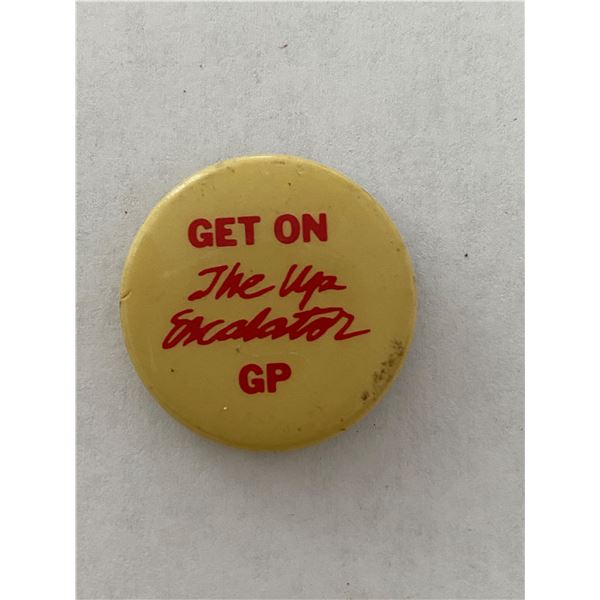 GET ON
The Up
Escalator
GP